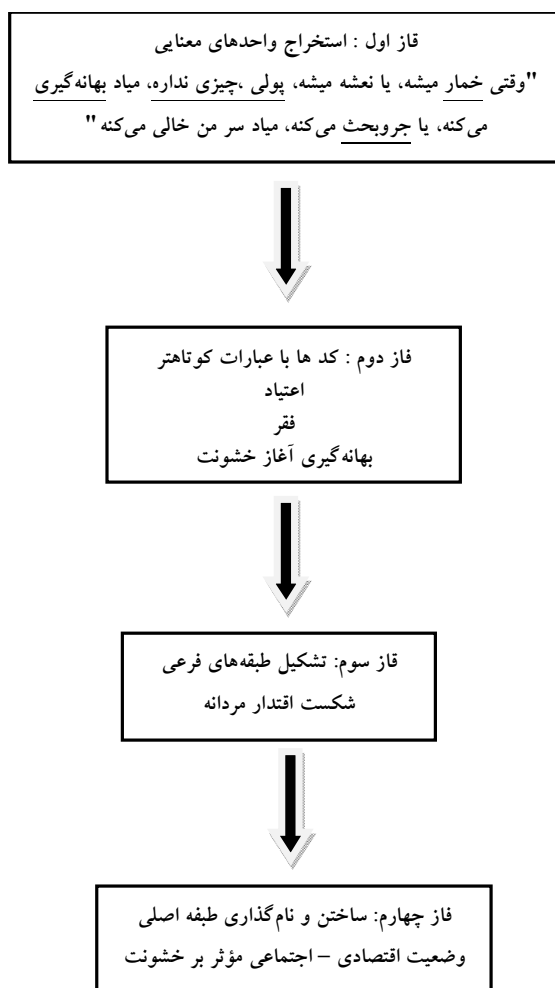 قاز اول : استخراج واحدهای معنایی
"وقتی خمار میشه، یا نعشه میشه، پولی ،چیزی نداره، میاد بهانه‌گیری
می‌کنه، یا جروبحث می‌کنه، میاد سر من خالی می‌کنه"
فاز دوم : کد ها با عبارات کوتاهتر
اعتیاد
فقر
بهانه‌گیری آغاز خشونت
قاز سوم: تشکیل طبقه‌های فرعی
شکست اقتدار مردانه
فاز چهارم: ساختن و نام‌گذاری طبقه اصلی
وضعیت اقتصادی – اجتماعی مؤثر بر خشونت